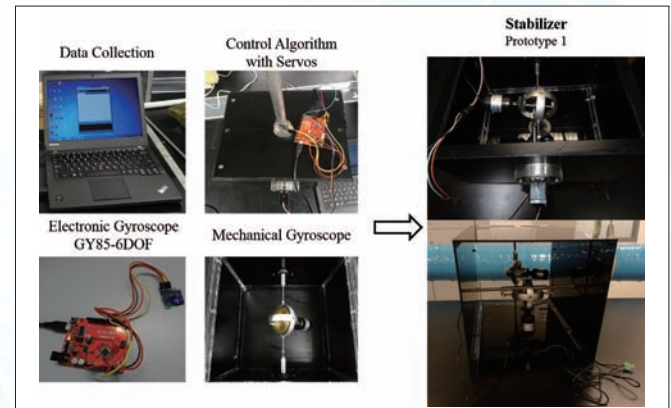 Data Collection
Control Algorithm
with Servos
Electronic Gyroscope
GY85-6DOF
Mechanical Gyroscope
Stabilizer
Prototype 1